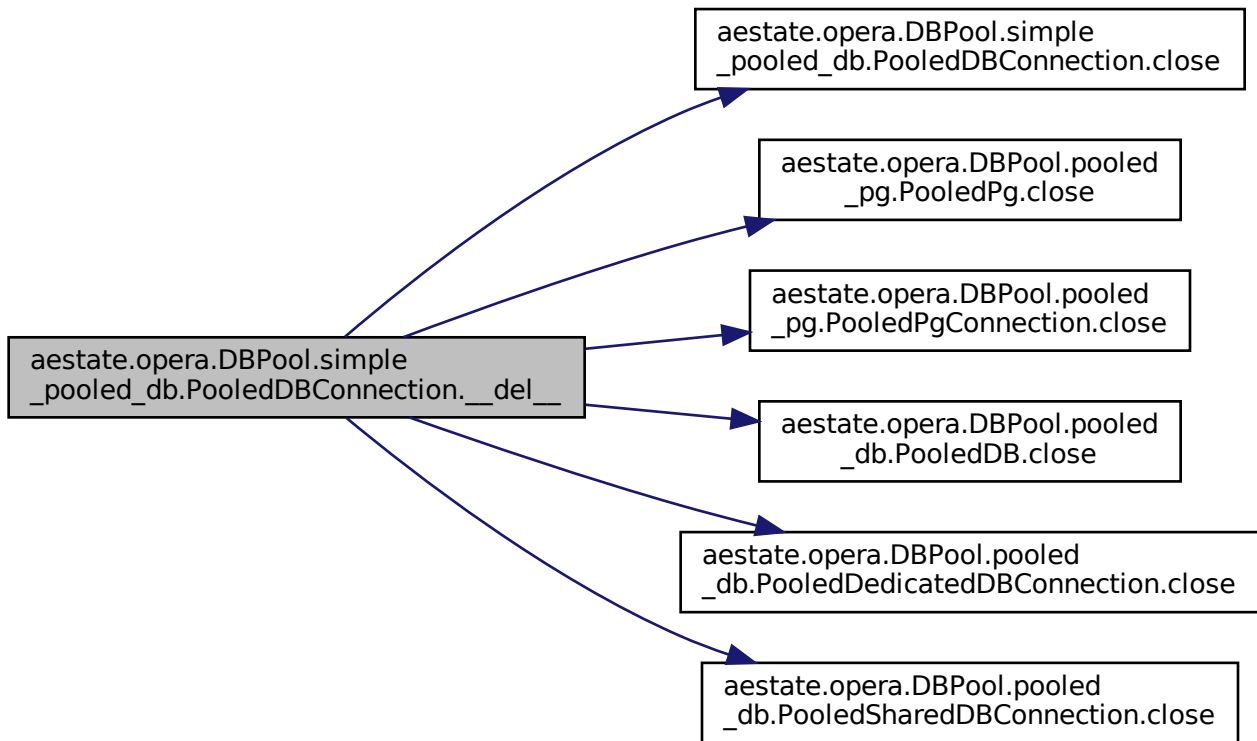 aestate.opera.DBPool.simple
_pooled_db.PooledDBConnection.close
aestate.opera.DBPool.pooled
_pg.PooledPg.close
aestate.opera.DBPool.pooled
_pg.PooledPgConnection.close
aestate.opera.DBPool.simple
_pooled_db.PooledDBConnection.__del__
aestate.opera.DBPool.pooled
_db.PooledDB.close
aestate.opera.DBPool.pooled
_db.PooledDedicatedDBConnection.close
aestate.opera.DBPool.pooled
_db.PooledSharedDBConnection.close